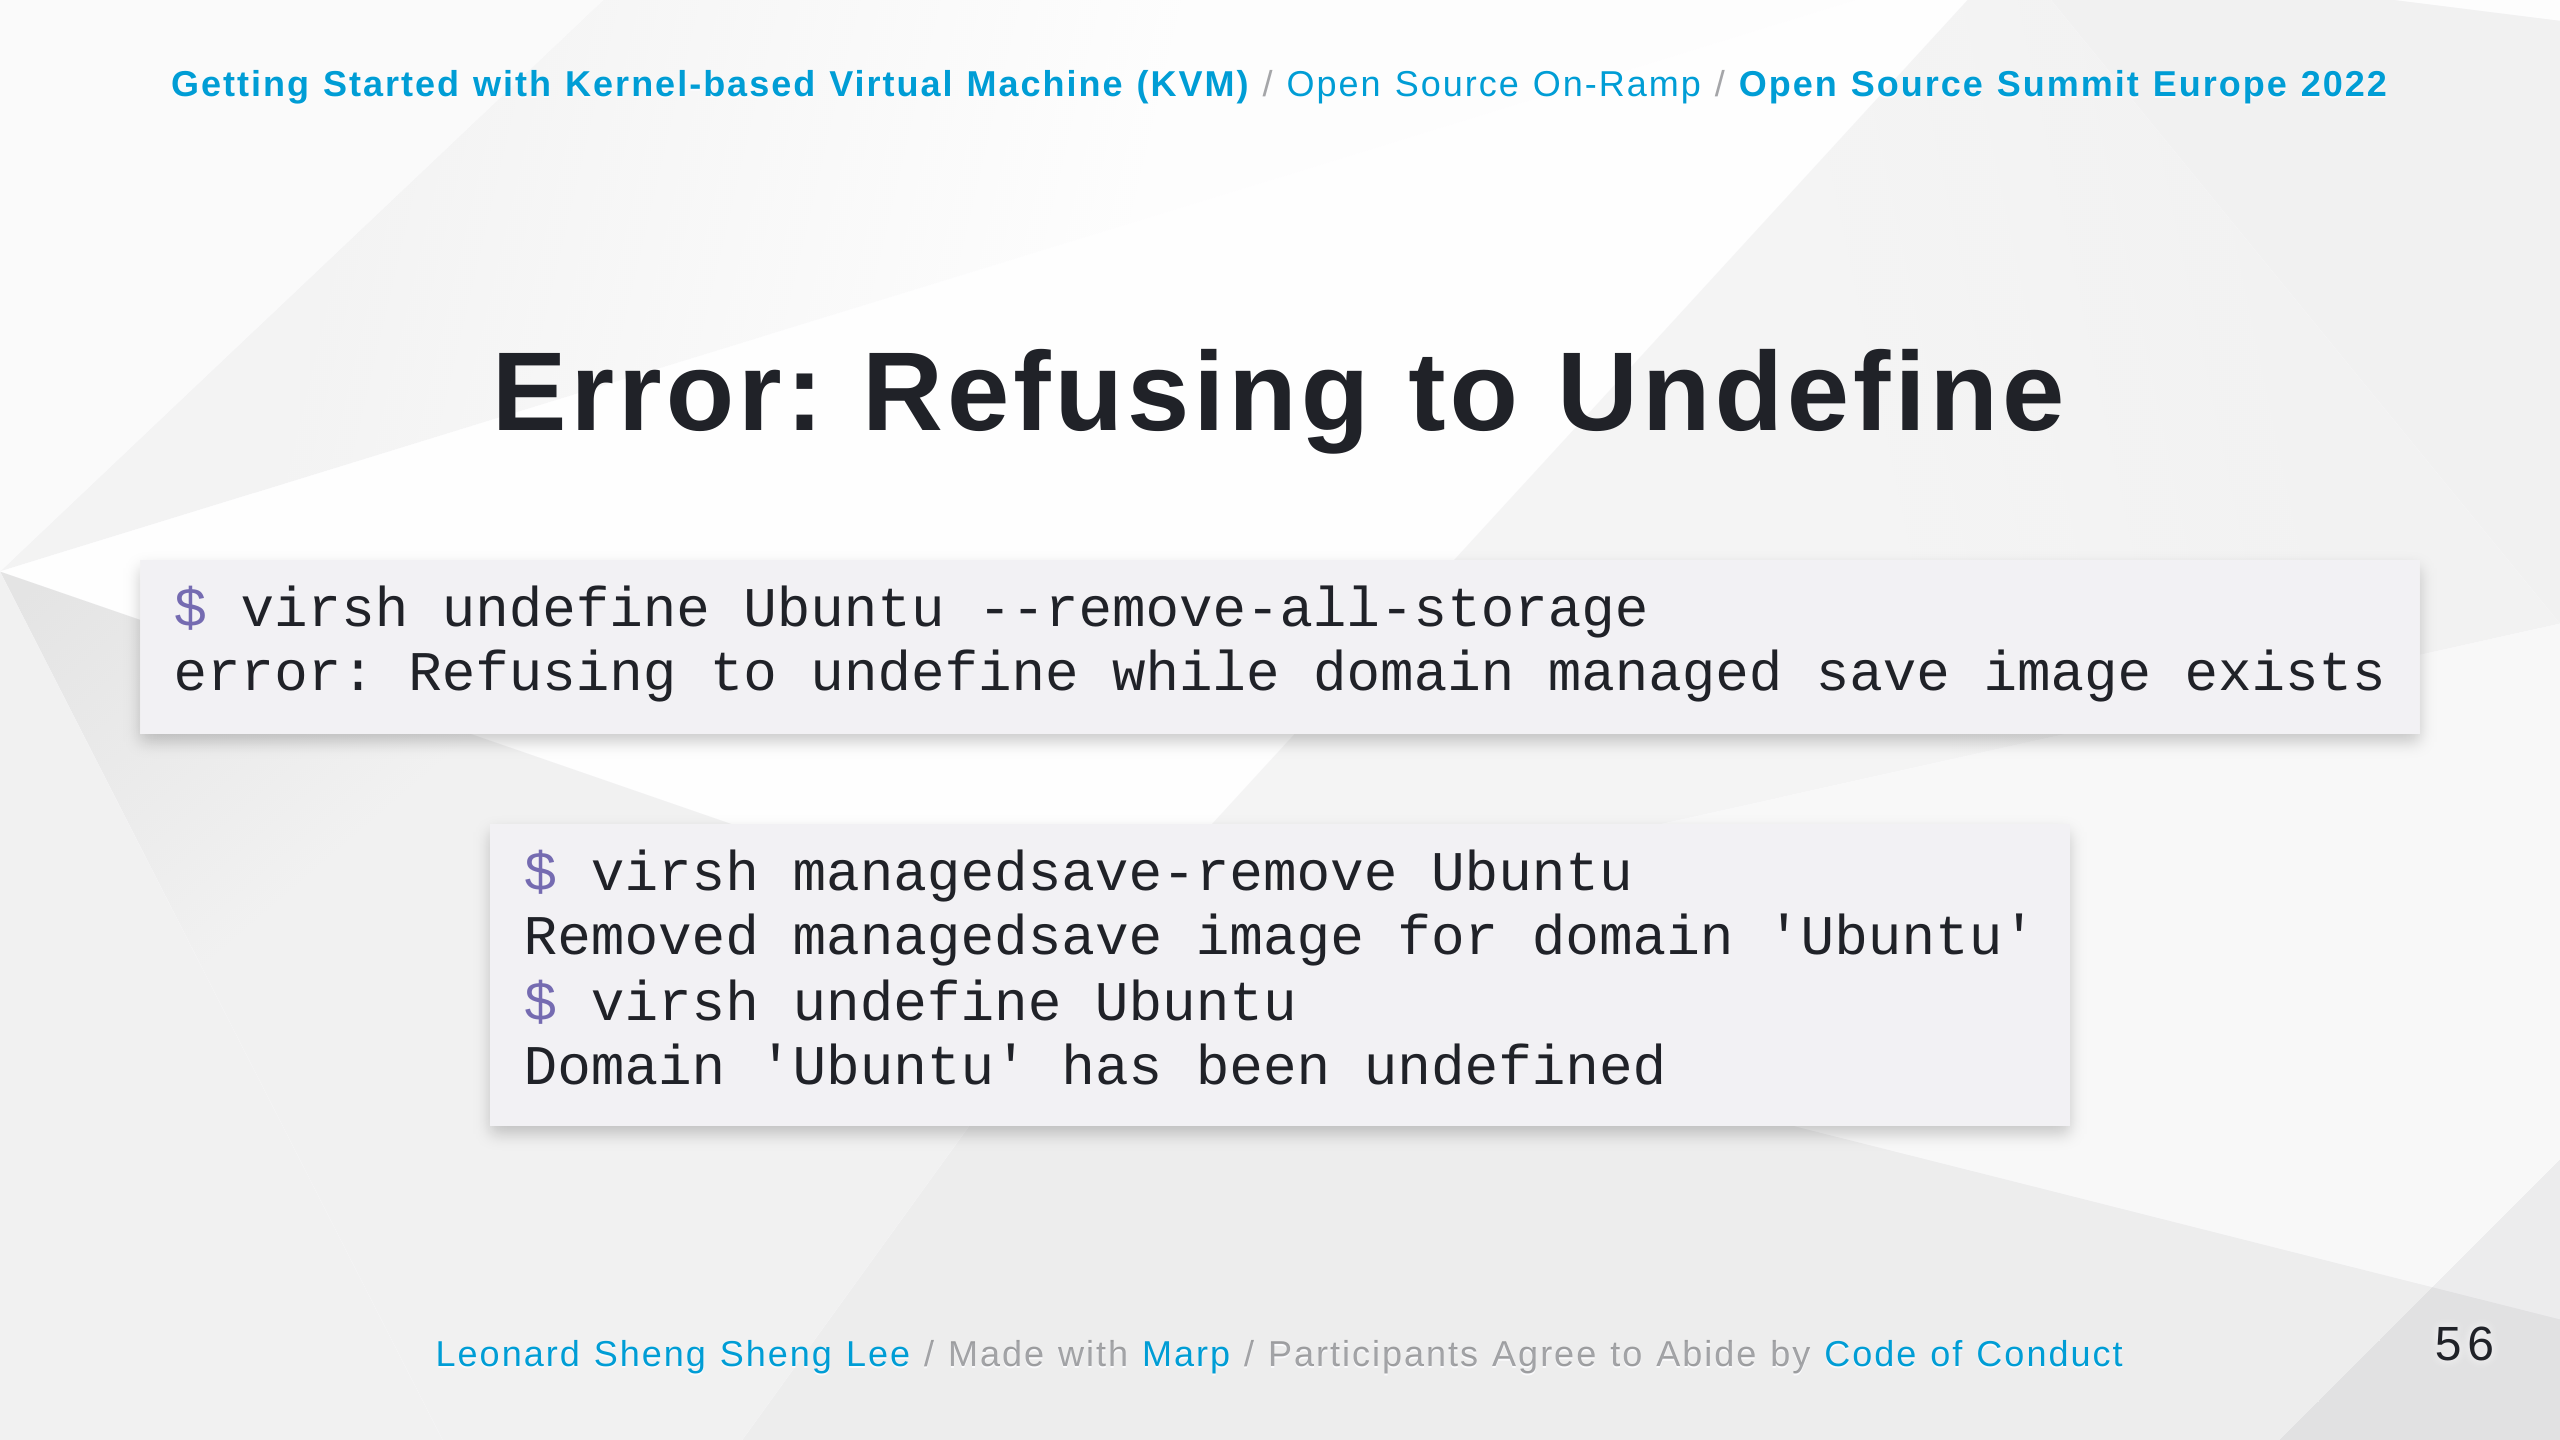 Getting Started with Kernel-based Virtual Machine (KVM) / Open Source On-Ramp / Open Source Summit Europe 2022
Error: Refusing to Undefine
$ virsh undefine Ubuntu --remove-all-storage
error: Refusing to undefine while domain managed save image exists
$ virsh managedsave-remove Ubuntu
Removed managedsave image for domain 'Ubuntu'
$ virsh undefine Ubuntu
Domain 'Ubuntu' has been undefined
Leonard Sheng Sheng Lee / Made with Marp / Participants Agree to Abide by Code of Conduct
56